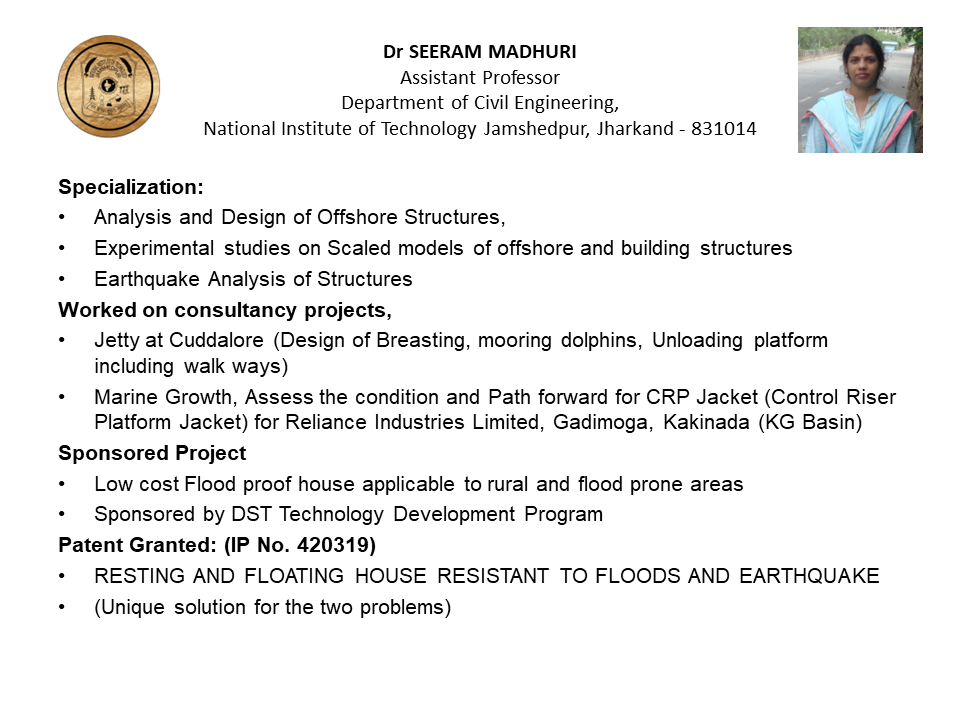 Dr SEERAM MADHURI
Assistant Professor
Department of Civil Engineering,
National Institute of Technology Jamshedpur, Jharkand - 831014
Specialization:
• Analysis and Design of Offshore Structures,
• Experimental studies on Scaled models of offshore and building structures
• Earthquake Analysis of Structures
Worked on consultancy projects,
• Jetty at Cuddalore (Design of Breasting, mooring dolphins, Unloading platform
including walk ways)
• Marine Growth, Assess the condition and Path forward for CRP Jacket (Control Riser
Platform Jacket) for Reliance Industries Limited, Gadimoga, Kakinada (KG Basin)
Sponsored Project
• Low cost Flood proof house applicable to rural and flood prone areas
• Sponsored by DST Technology Development Program
Patent Granted: (IP No. 420319)
• RESTING AND FLOATING HOUSE RESISTANT TO FLOODS AND EARTHQUAKE
• (Unique solution for the two problems)